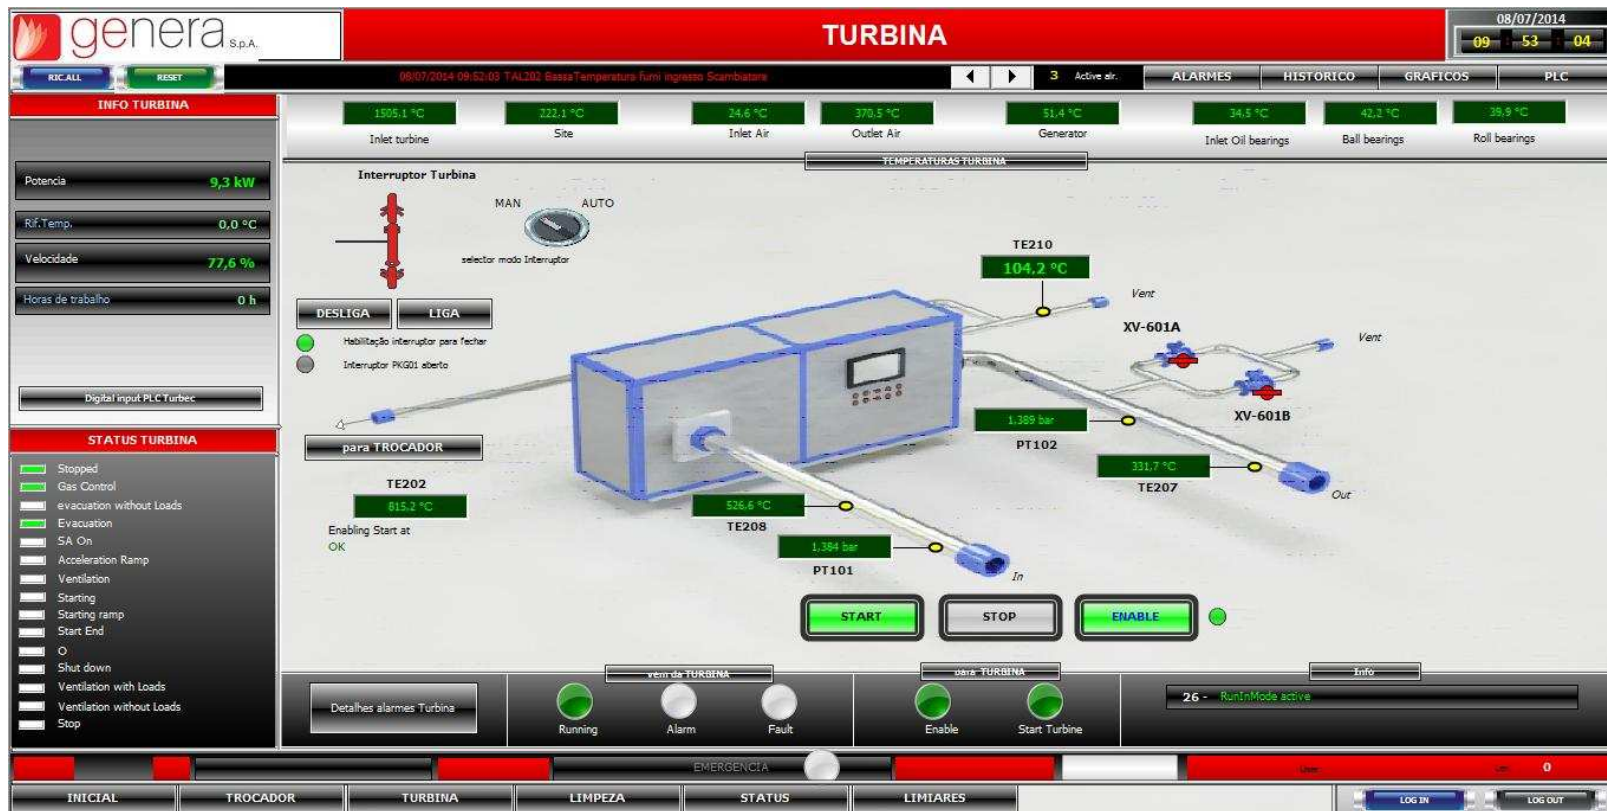 genera S.p.A.
TURBINA
08/07/2014
09 : 53 : 04
RIC.ALL
RESET
08/07/2014 09:52:03 TAL202 BassaTemperatura fumi ingresso Scambiatore
3 Active alr.
ALARMES
HISTORICO
GRAFICOS
PLC
INFO TURBINA
Potencia 9,3 kW
Rif.Temp. 0,0 °C
Velocidade 77,6 %
Horas de trabalho 0 h
Digital input PLC Turbec
STATUS TURBINA
Stopped
Gas Control
evacuation without Loads
Evacuation
SA On
Acceleration Ramp
Ventilation
Starting
Starting ramp
Start End
O
Shut down
Ventilation with Loads
Ventilation without Loads
Stop
1505,1 °C
Inlet turbine
222,1 °C
Site
24,6 °C
Inlet Air
370,5 °C
Outlet Air
51,4 °C
Generator
34,5 °C
Inlet Oil bearings
42,2 °C
Ball bearings
39,9 °C
Roll bearings
TEMPERATURAS TURBINA
Interruptor Turbina
MAN
AUTO
selector modo Interruptor
DESLIGA
LIGA
Habilitação interruptor para fechar
Interruptor PKG01 aberto
para TROCADOR
TE202
815,2 °C
Enabling Start at
OK
TE210
104,2 °C
Vent
XV-601A
Vent
XV-601B
1,389 bar
PT102
331,7 °C
TE207
Out
526,6 °C
TE208
1,384 bar
PT101
In
START
STOP
ENABLE
Detalhes alarmes Turbina
vem da TURBINA
Running
Alarm
Fault
para TURBINA
Enable
Start Turbine
Info
26 - RunInMode active
EMERGENCIA
User
0
INICIAL
TROCADOR
TURBINA
LIMPEZA
STATUS
LIMIARES
LOG IN
LOG OUT